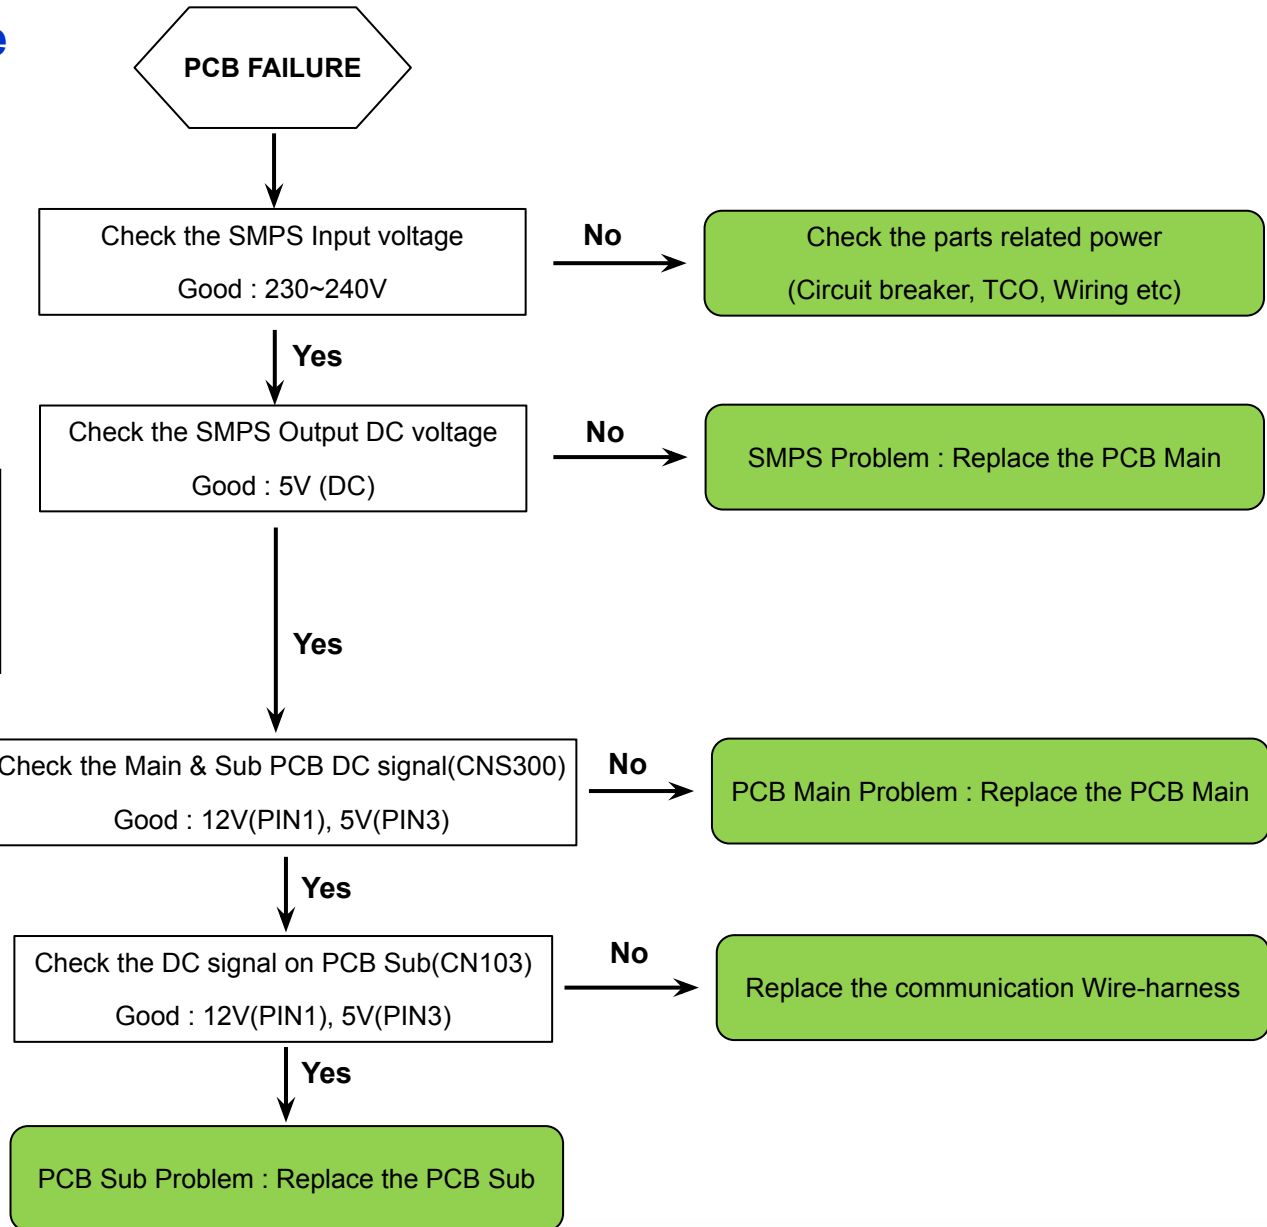 PCB FAILURE
Check the SMPS Input voltage
Good : 230~240V
No
Check the parts related power
(Circuit breaker, TCO, Wiring etc)
Yes
Check the SMPS Output DC voltage
Good : 5V (DC)
No
SMPS Problem : Replace the PCB Main
Yes
Check the Main & Sub PCB DC signal(CNS300)
Good : 12V(PIN1), 5V(PIN3)
No
PCB Main Problem : Replace the PCB Main
Yes
Check the DC signal on PCB Sub(CN103)
Good : 12V(PIN1), 5V(PIN3)
No
Replace the communication Wire-harness
Yes
PCB Sub Problem : Replace the PCB Sub